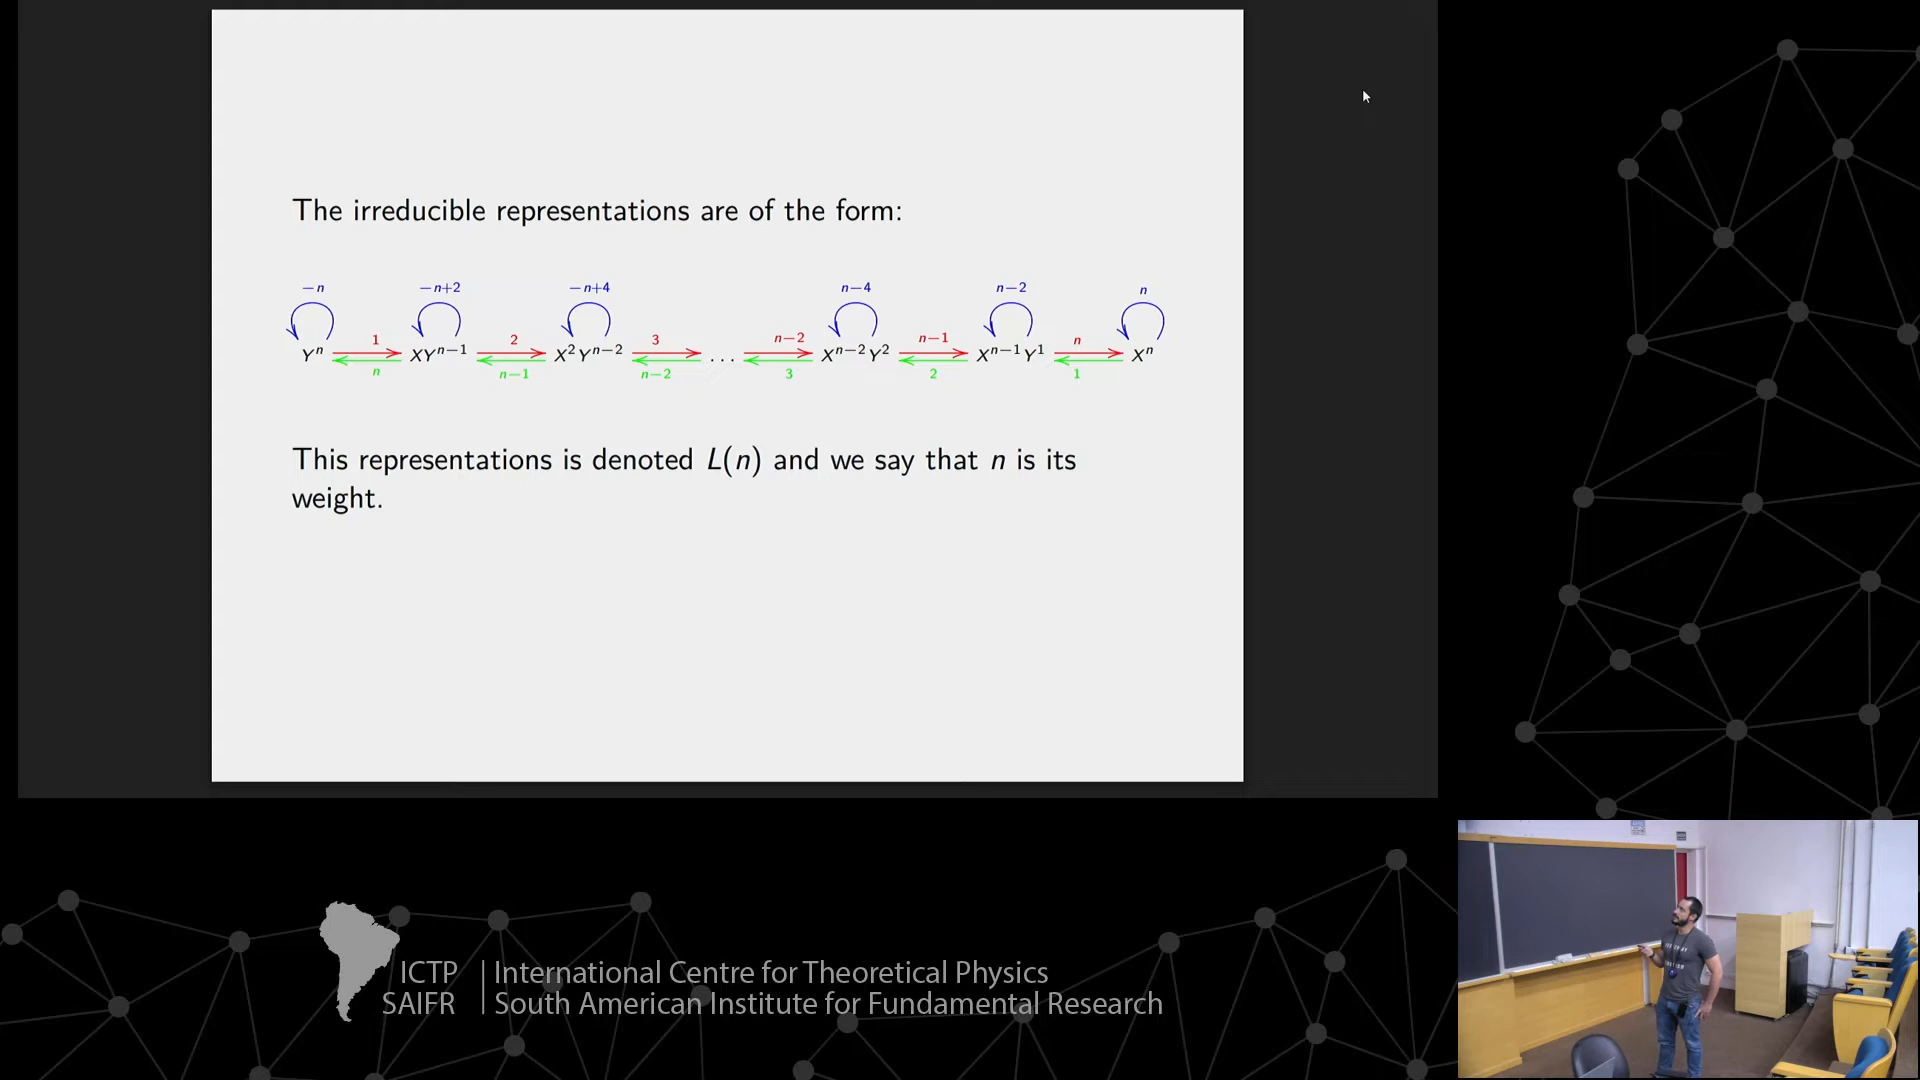 The irreducible representations are of the form:
−n −n+2 −n+4 n−4 n−2 n
1 2 3 n−2 n−1 n
Yⁿ XYⁿ⁻¹ X²Yⁿ⁻² ... Xⁿ⁻²Y² Xⁿ⁻¹Y¹ Xⁿ
n n−1 n−2 3 2 1
This representations is denoted L(n) and we say that n is its
weight.
ICTP | International Centre for Theoretical Physics
SAIFR | South American Institute for Fundamental Research